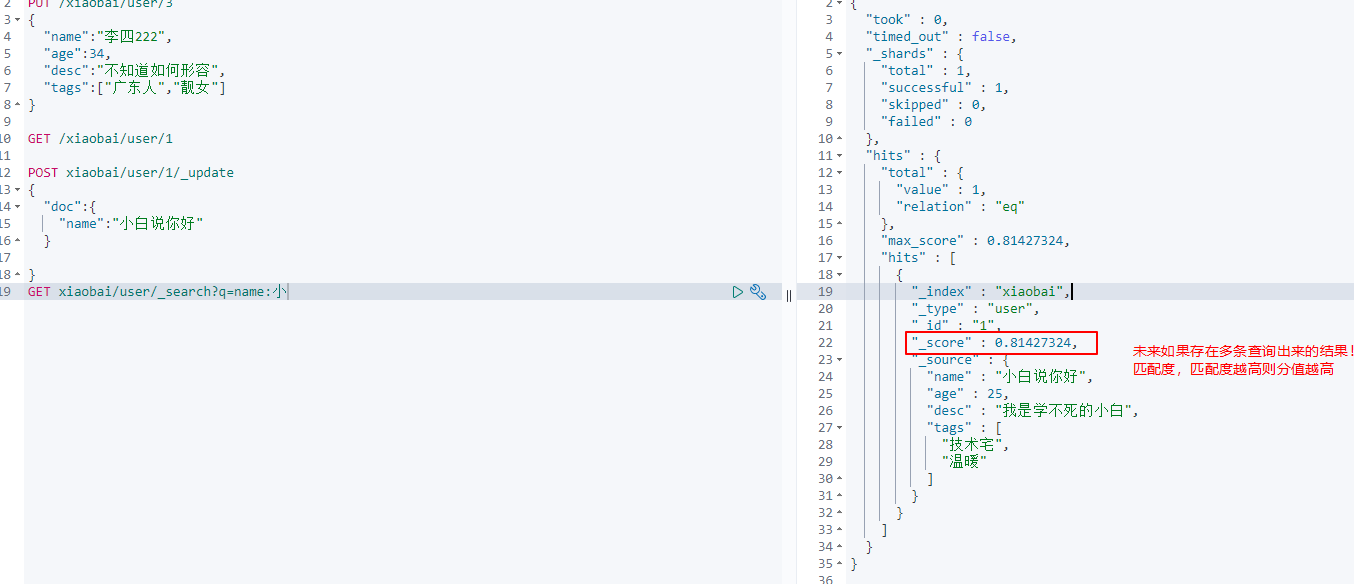 2 PUT /xiaobai/user/3
3 {
4 "name":"李四222",
5 "age":34,
6 "desc":"不知道如何形容",
7 "tags":["广东人","靓女"]
8 }
9
10 GET /xiaobai/user/1
11
12 POST xiaobai/user/1/_update
13 {
14 "doc":{
15 "name":"小白说你好"
16 }
17
18 }
19 GET xiaobai/user/_search?q=name:小
2 {
3 "took" : 0,
4 "timed_out" : false,
5 "_shards" : {
6 "total" : 1,
7 "successful" : 1,
8 "skipped" : 0,
9 "failed" : 0
10 },
11 "hits" : {
12 "total" : {
13 "value" : 1,
14 "relation" : "eq"
15 },
16 "max_score" : 0.81427324,
17 "hits" : [
18 {
19 "_index" : "xiaobai",
20 "_type" : "user",
21 "_id" : "1",
22 "_score" : 0.81427324,
23 "_source" : {
24 "name" : "小白说你好",
25 "age" : 25,
26 "desc" : "我是学不死的小白",
27 "tags" : [
28 "技术宅",
29 "温暖"
30 ]
31 }
32 }
33 ]
34 }
35 }
36
未来如果存在多条查询出来的结果!
匹配度，匹配度越高则分值越高